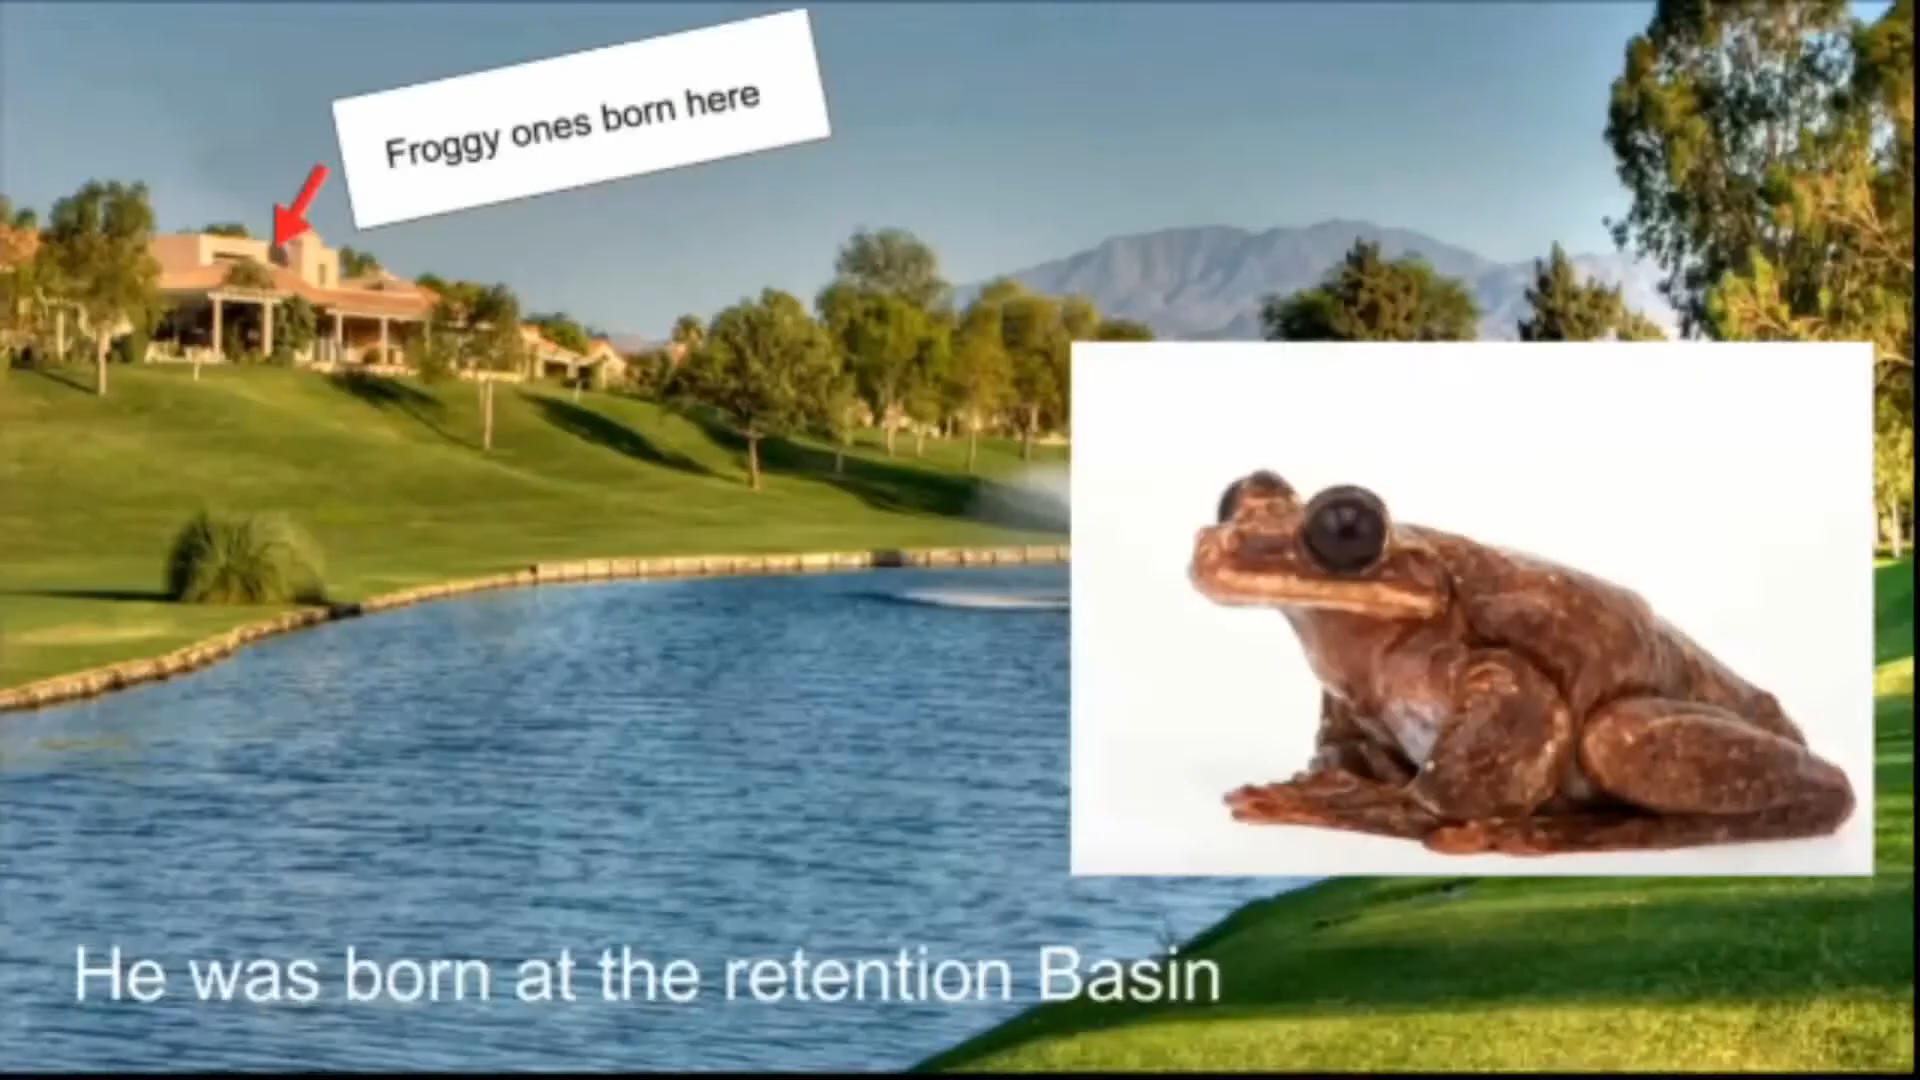 Froggy ones born here
He was born at the retention Basin